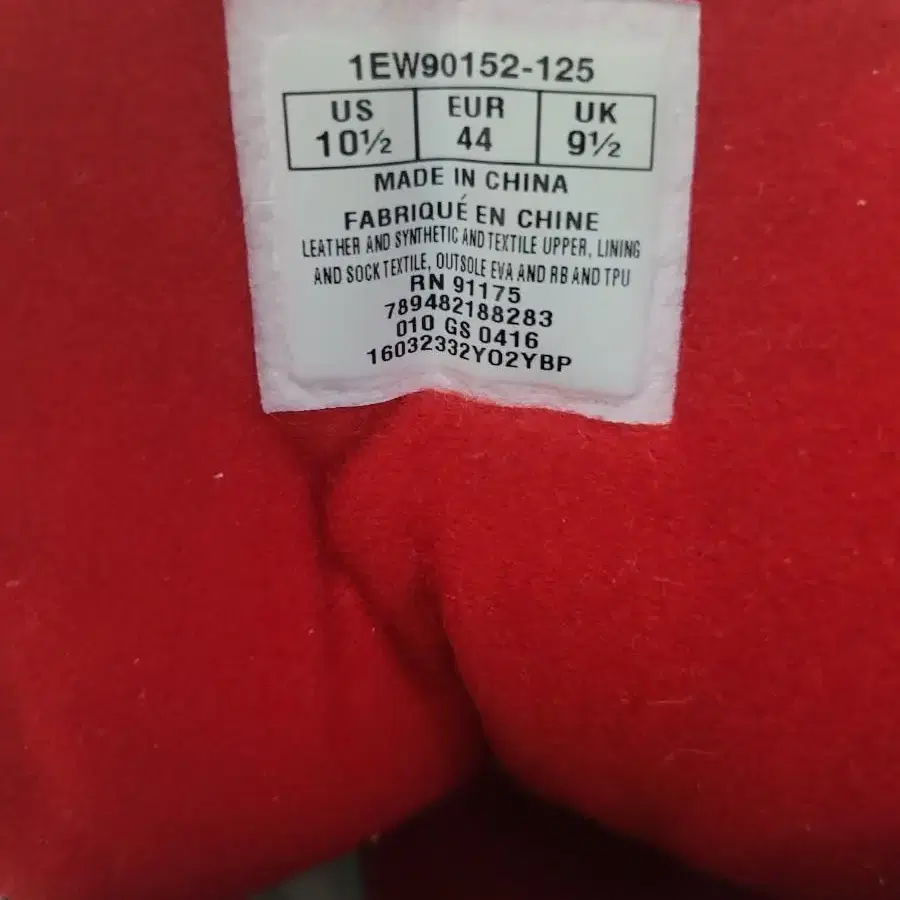 1EW90152-125
US EUR UK
10½ 44 9½
MADE IN CHINA
FABRIQUÉ EN CHINE
LEATHER AND SYNTHETIC AND TEXTILE UPPER, LINING
AND SOCK TEXTILE, OUTSOLE EVA AND RB AND TPU
RN 91175
789482188283
010 GS 0416
16032332YO2YBP